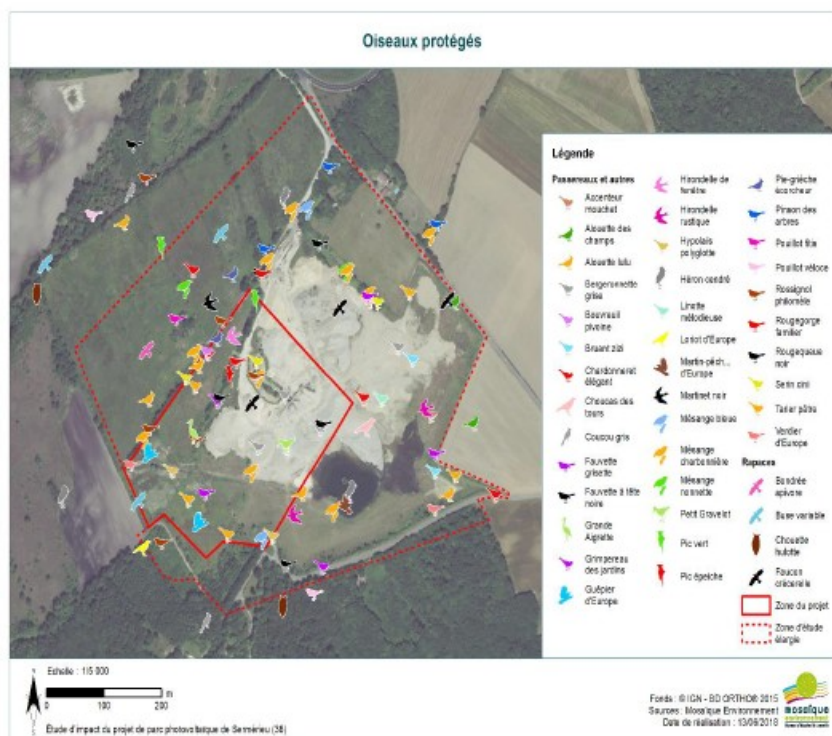 Oiseaux protégés
Légende
Passereaux et autres
Accenteur
mouchet
Alouette des
champs
Alouette lulu
Bergeronnette
grise
Bouvreuil
pivoine
Bruant zizi
Chardonneret
élégant
Choucas des
tours
Coucou gris
Fauvette
grisette
Fauvette à tête
noire
Grande
Aigrette
Grimpereau
des jardins
Guêpier
d'Europe
Hirondelle de
fenêtre
Hirondelle
rustique
Hypolaïs
polyglotte
Héron cendré
Linotte
mélodieuse
Loriot d'Europe
Martin-pêch...
d'Europe
Martinet noir
Mésange bleue
Mésange
charbonnière
Mésange
nonnette
Petit Gravelot
Pic vert
Pic épeiche
Pie-grièche
écorcheur
Pinson des
arbres
Pouillot fitis
Pouillot véloce
Rossignol
philomèle
Rougegorge
familier
Rougequeue
noir
Serin cini
Tarier pâtre
Verdier
d'Europe
Rapaces
Bondrée
apivore
Buse variable
Chouette
hulotte
Faucon
crécerelle
Zone du projet
Zone d'étude
élargie
Echelle : 1/5 000
0 100 200 m
Étude d'impact du projet de parc photovoltaïque de Sermérieu (38)
Fonds : © IGN - BD ORTHO® 2015
Sources : Mosaïque Environnement
Date de réalisation : 13/06/2018
mosaïque
environnement